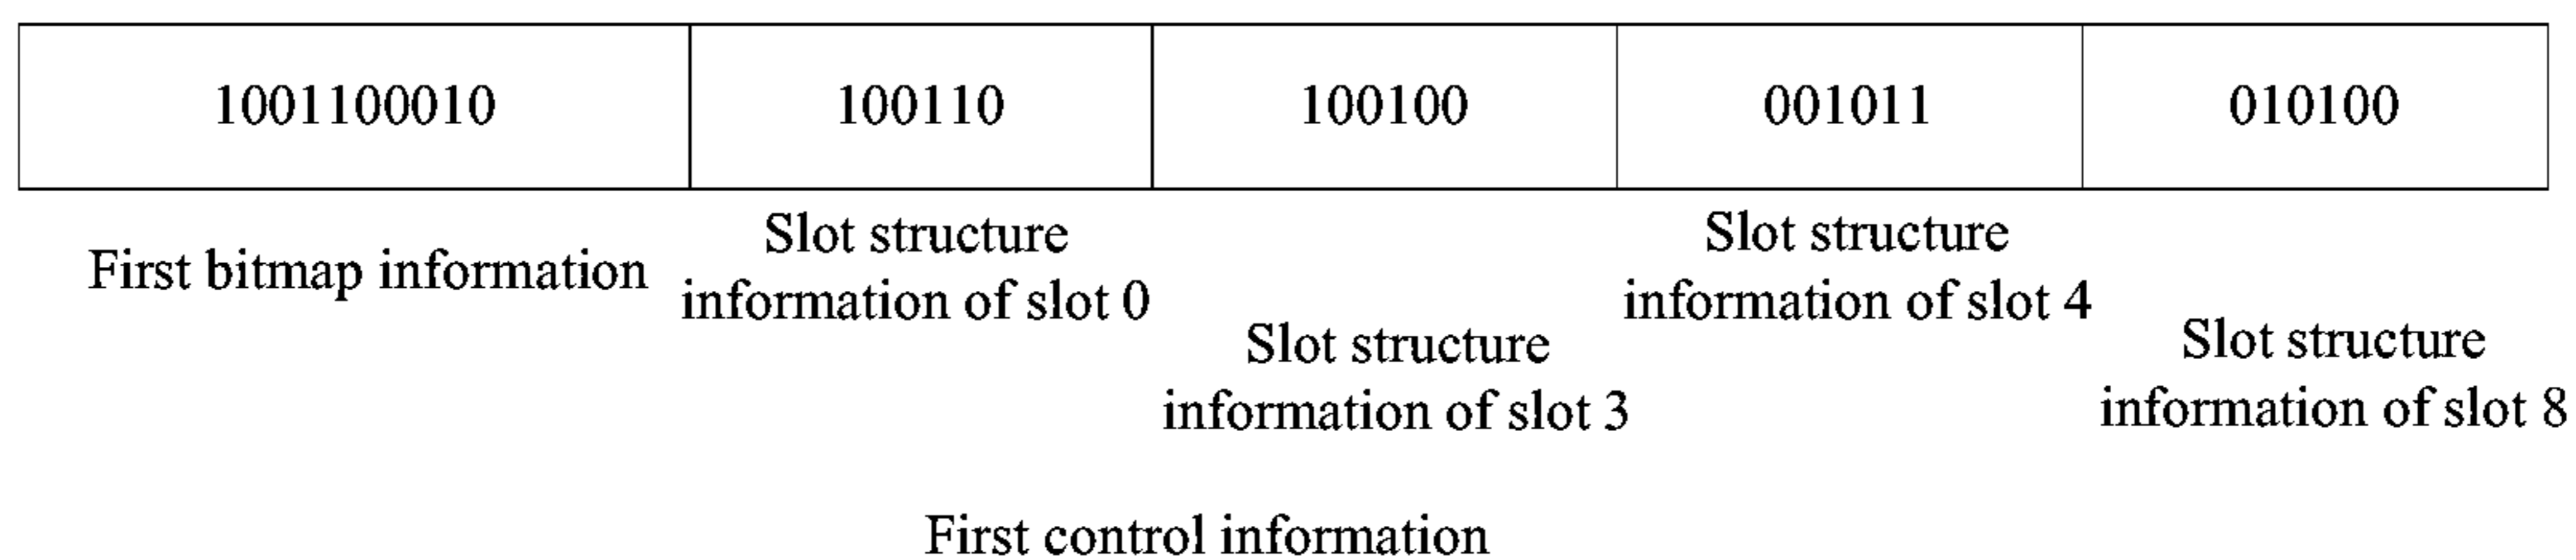 1001100010
100110
100100
001011
010100
First bitmap information
Slot structure
information of slot 0
Slot structure
information of slot 3
Slot structure
information of slot 4
Slot structure
information of slot 8
First control information